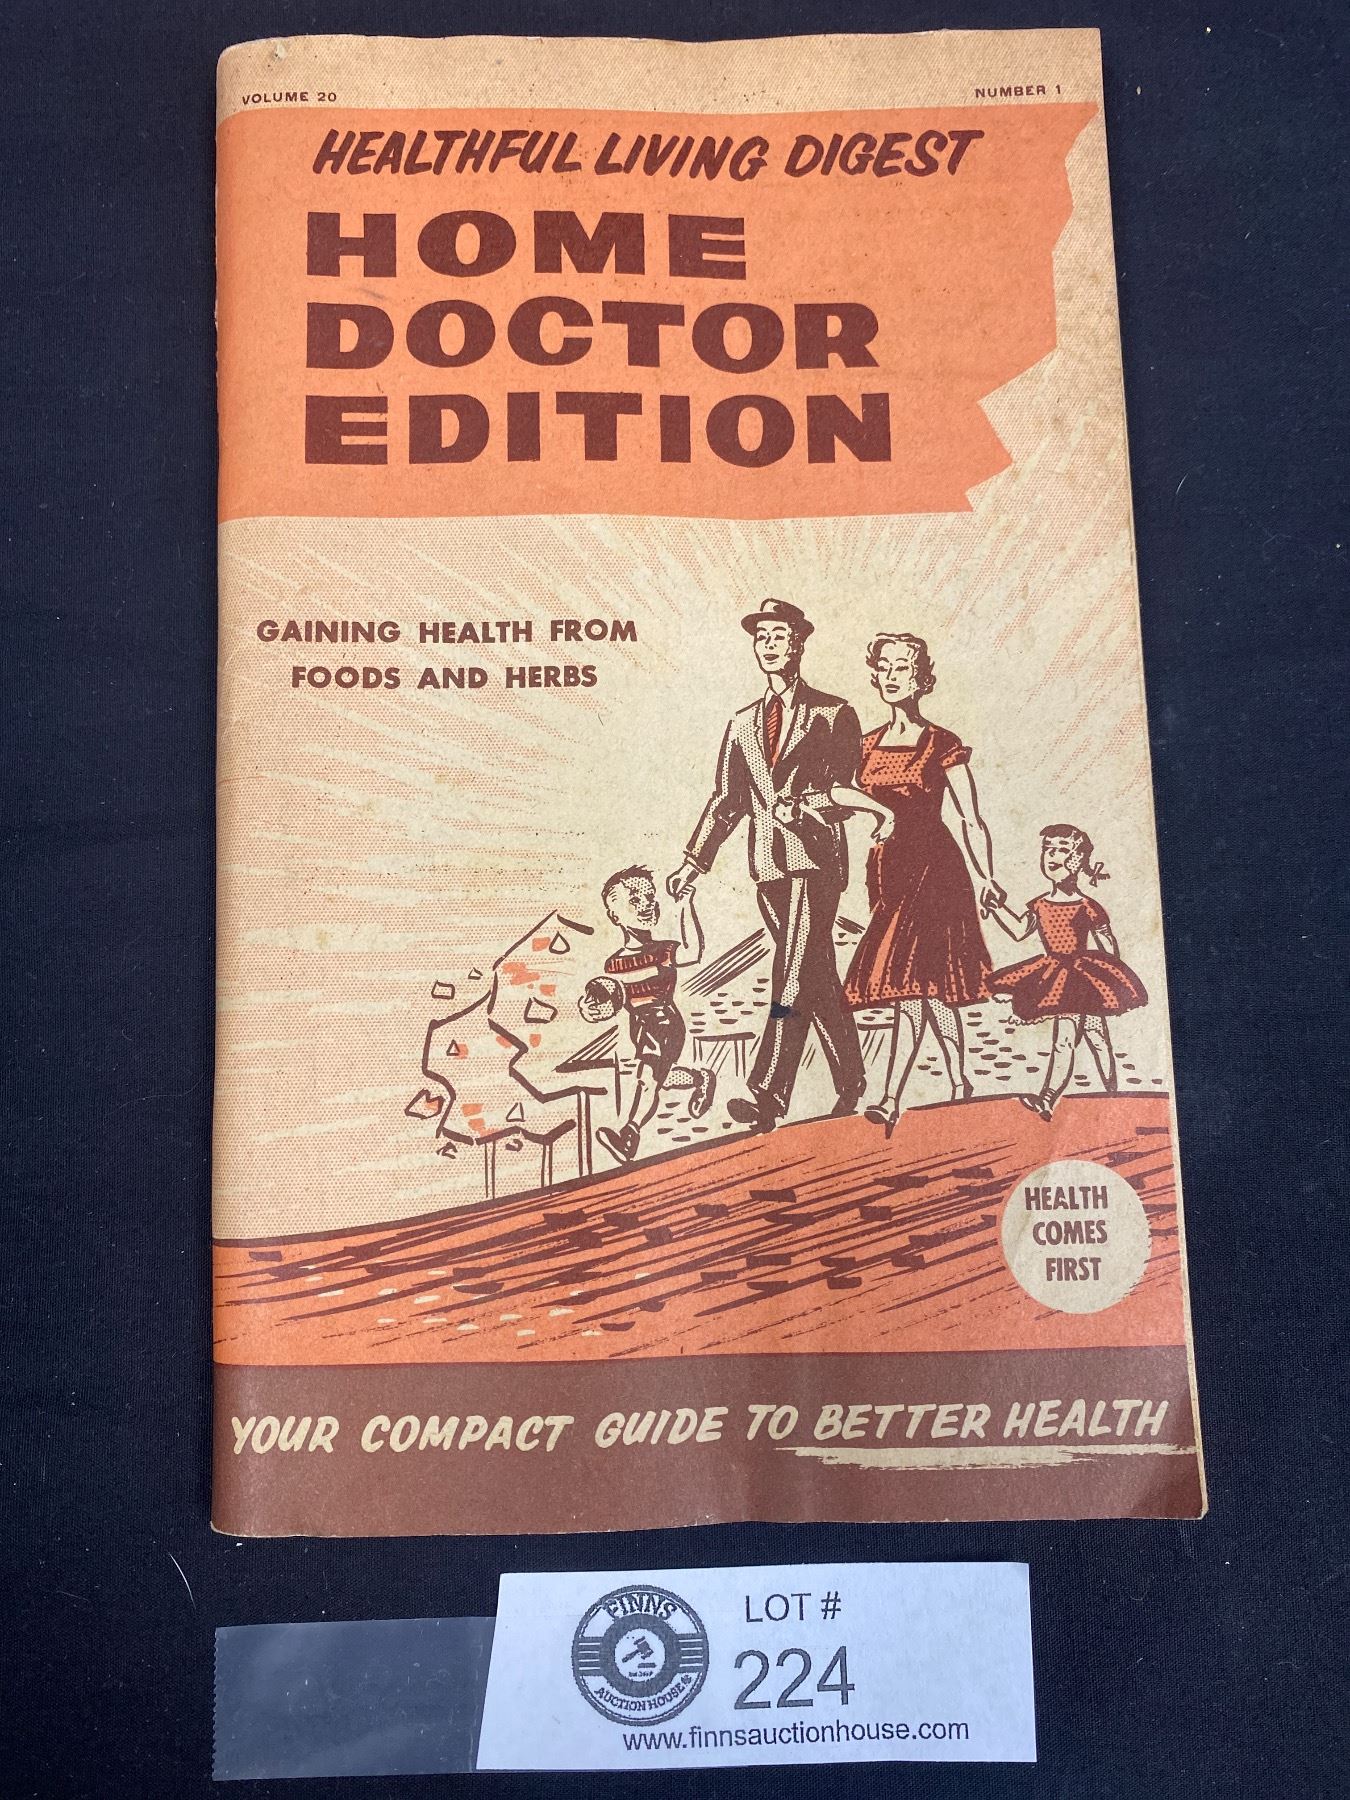 VOLUME 20
NUMBER 1
HEALTHFUL LIVING DIGEST
HOME
DOCTOR
EDITION
GAINING HEALTH FROM
FOODS AND HERBS
HEALTH
COMES
FIRST
YOUR COMPACT GUIDE TO BETTER HEALTH
FINNS
AUCTION HOUSE
LOT #
224
www.finnsauctionhouse.com